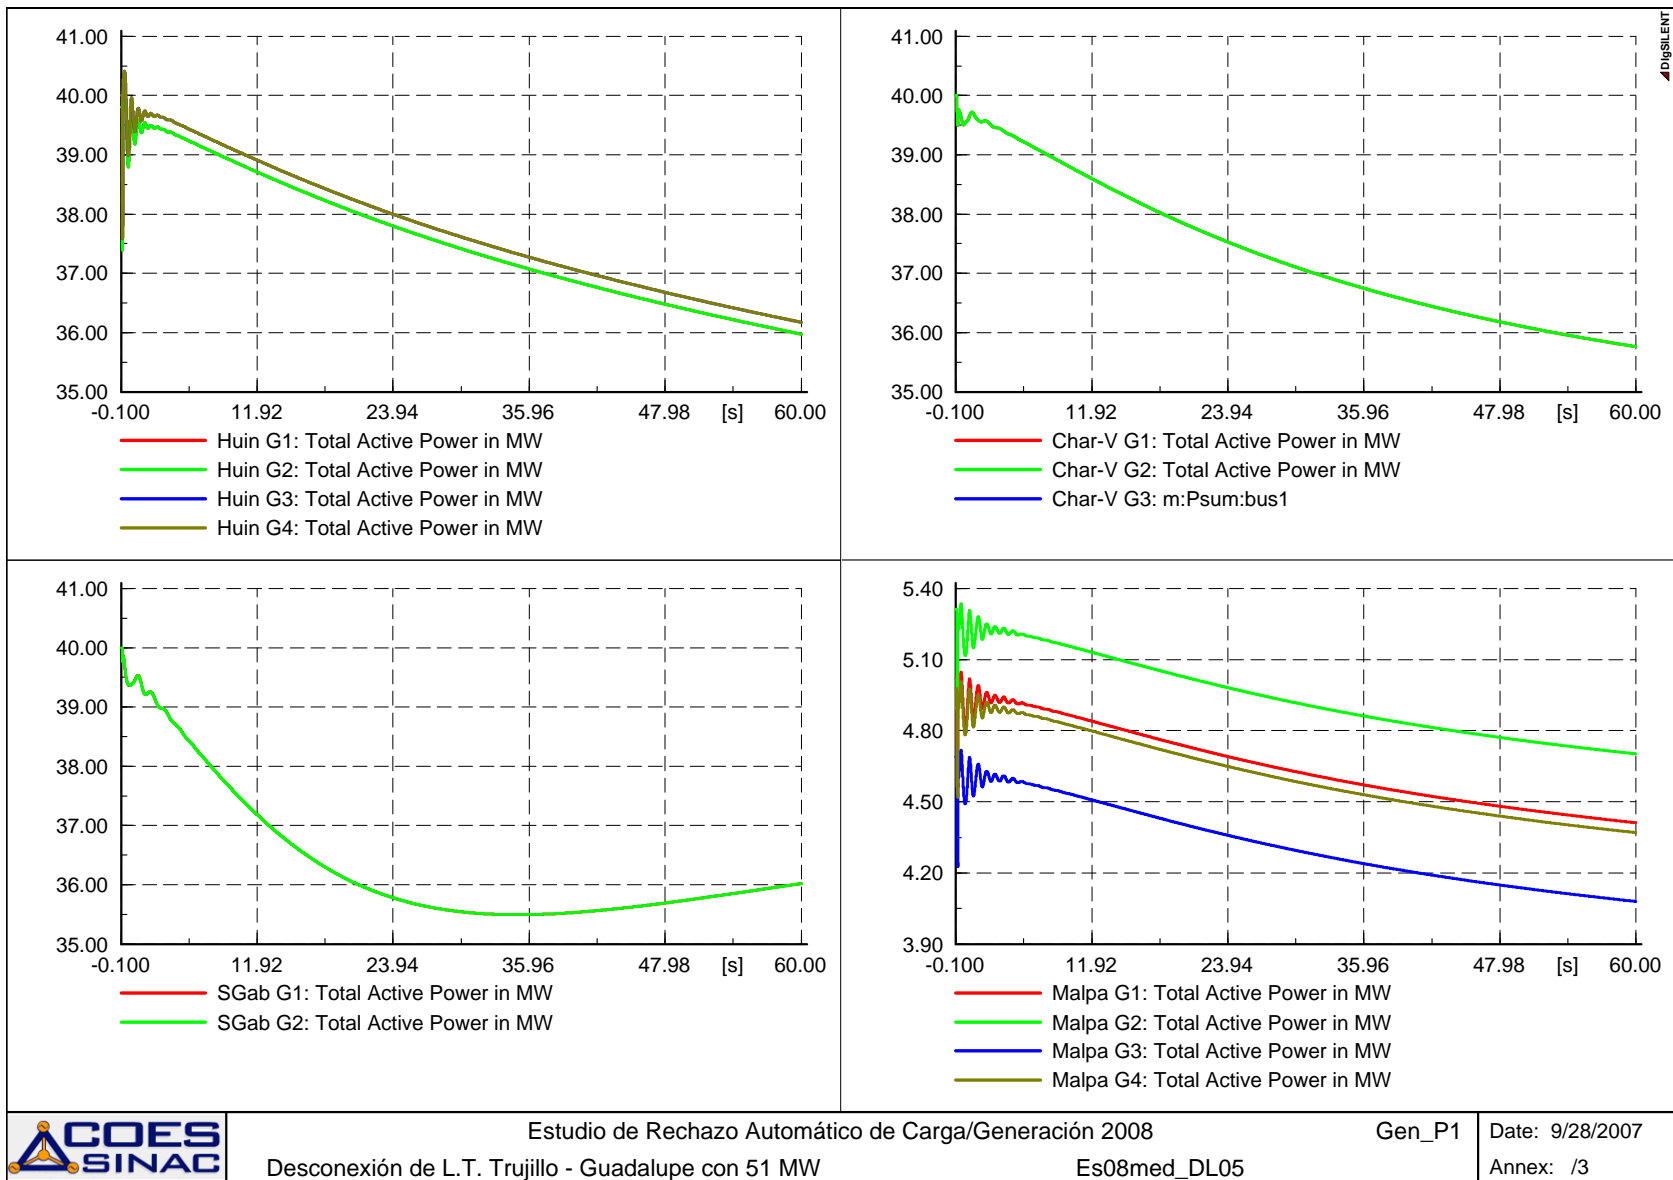 DIgSILENT
41.00
40.00
39.00
38.00
37.00
36.00
35.00
-0.100 11.92 23.94 35.96 47.98 [s] 60.00
Huin G1: Total Active Power in MW
Huin G2: Total Active Power in MW
Huin G3: Total Active Power in MW
Huin G4: Total Active Power in MW
41.00
40.00
39.00
38.00
37.00
36.00
35.00
-0.100 11.92 23.94 35.96 47.98 [s] 60.00
Char-V G1: Total Active Power in MW
Char-V G2: Total Active Power in MW
Char-V G3: m:Psum:bus1
41.00
40.00
39.00
38.00
37.00
36.00
35.00
-0.100 11.92 23.94 35.96 47.98 [s] 60.00
SGab G1: Total Active Power in MW
SGab G2: Total Active Power in MW
5.40
5.10
4.80
4.50
4.20
3.90
-0.100 11.92 23.94 35.96 47.98 [s] 60.00
Malpa G1: Total Active Power in MW
Malpa G2: Total Active Power in MW
Malpa G3: Total Active Power in MW
Malpa G4: Total Active Power in MW
COES
SINAC
Estudio de Rechazo Automático de Carga/Generación 2008 Gen_P1
Desconexión de L.T. Trujillo - Guadalupe con 51 MW Es08med_DL05
Date: 9/28/2007
Annex: /3